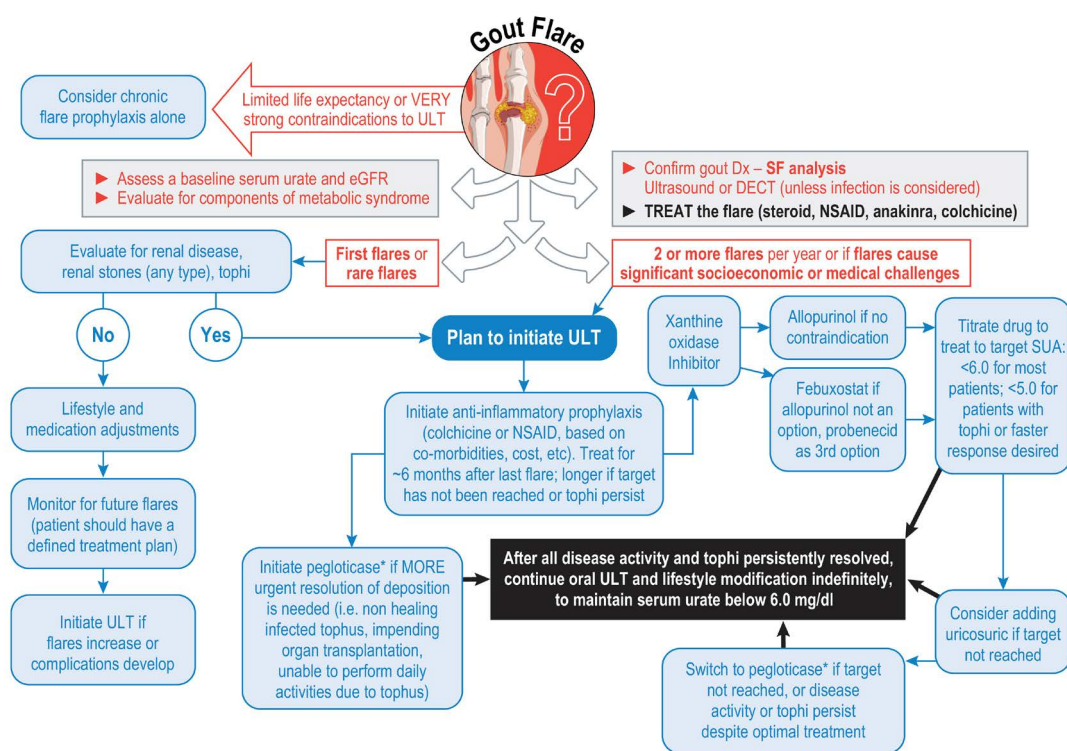 Gout Flare
?
Consider chronic
flare prophylaxis alone
Limited life expectancy or VERY
strong contraindications to ULT
► Assess a baseline serum urate and eGFR
► Evaluate for components of metabolic syndrome
► Confirm gout Dx – SF analysis
Ultrasound or DECT (unless infection is considered)
► TREAT the flare (steroid, NSAID, anakinra, colchicine)
Evaluate for renal disease,
renal stones (any type), tophi
First flares or
rare flares
2 or more flares per year or if flares cause
significant socioeconomic or medical challenges
No
Yes
Plan to initiate ULT
Xanthine
oxidase
Inhibitor
Allopurinol if no
contraindication
Febuxostat if
allopurinol not an
option, probenecid
as 3rd option
Titrate drug to
treat to target SUA:
<6.0 for most
patients; <5.0 for
patients with
tophi or faster
response desired
Lifestyle and
medication adjustments
Monitor for future flares
(patient should have a
defined treatment plan)
Initiate ULT if
flares increase or
complications develop
Initiate anti-inflammatory prophylaxis
(colchicine or NSAID, based on
co-morbidities, cost, etc). Treat for
~6 months after last flare; longer if target
has not been reached or tophi persist
Initiate pegloticase* if MORE
urgent resolution of deposition
is needed (i.e. non healing
infected tophus, impending
organ transplantation,
unable to perform daily
activities due to tophus)
After all disease activity and tophi persistently resolved,
continue oral ULT and lifestyle modification indefinitely,
to maintain serum urate below 6.0 mg/dl
Consider adding
uricosuric if target
not reached
Switch to pegloticase* if target
not reached, or disease
activity or tophi persist
despite optimal treatment